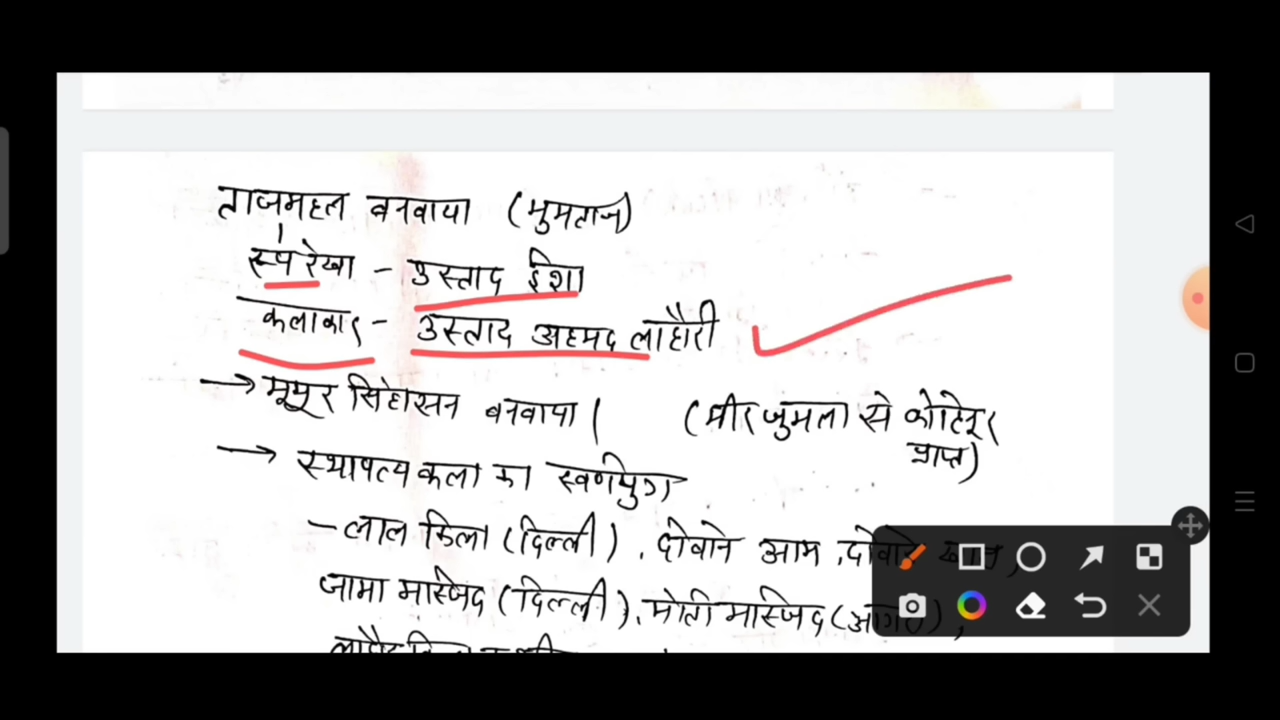 ताजमहल बनवाया (मुमताज)
रूपरेखा - उस्ताद ईशा
कलाकार - उस्ताद अहमद लाहौरी
→ मयूर सिंहासन बनवाया। (मीर जुमला से कोहिनूर प्राप्त)
→ स्थापत्य कला का स्वर्णयुग
- लाल किला (दिल्ली), दीवाने आम, दीवाने खास,
जामा मस्जिद (दिल्ली), मोती मस्जिद (आगरा),